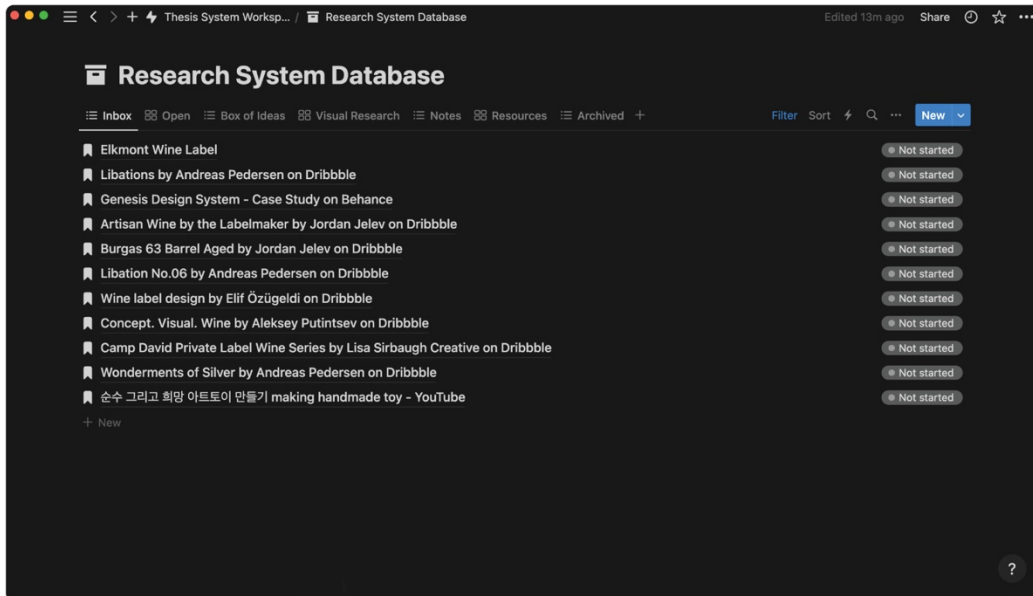 Thesis System Worksp... / Research System Database Edited 13m ago Share
Research System Database
Inbox Open Box of Ideas Visual Research Notes Resources Archived + Filter Sort New
Elkmont Wine Label Not started
Libations by Andreas Pedersen on Dribbble Not started
Genesis Design System - Case Study on Behance Not started
Artisan Wine by the Labelmaker by Jordan Jelev on Dribbble Not started
Burgas 63 Barrel Aged by Jordan Jelev on Dribbble Not started
Libation No.06 by Andreas Pedersen on Dribbble Not started
Wine label design by Elif Özügeldi on Dribbble Not started
Concept. Visual. Wine by Aleksey Putintsev on Dribbble Not started
Camp David Private Label Wine Series by Lisa Sirbaugh Creative on Dribbble Not started
Wonderments of Silver by Andreas Pedersen on Dribbble Not started
순수 그리고 희망 아트토이 만들기 making handmade toy - YouTube Not started
+ New
?